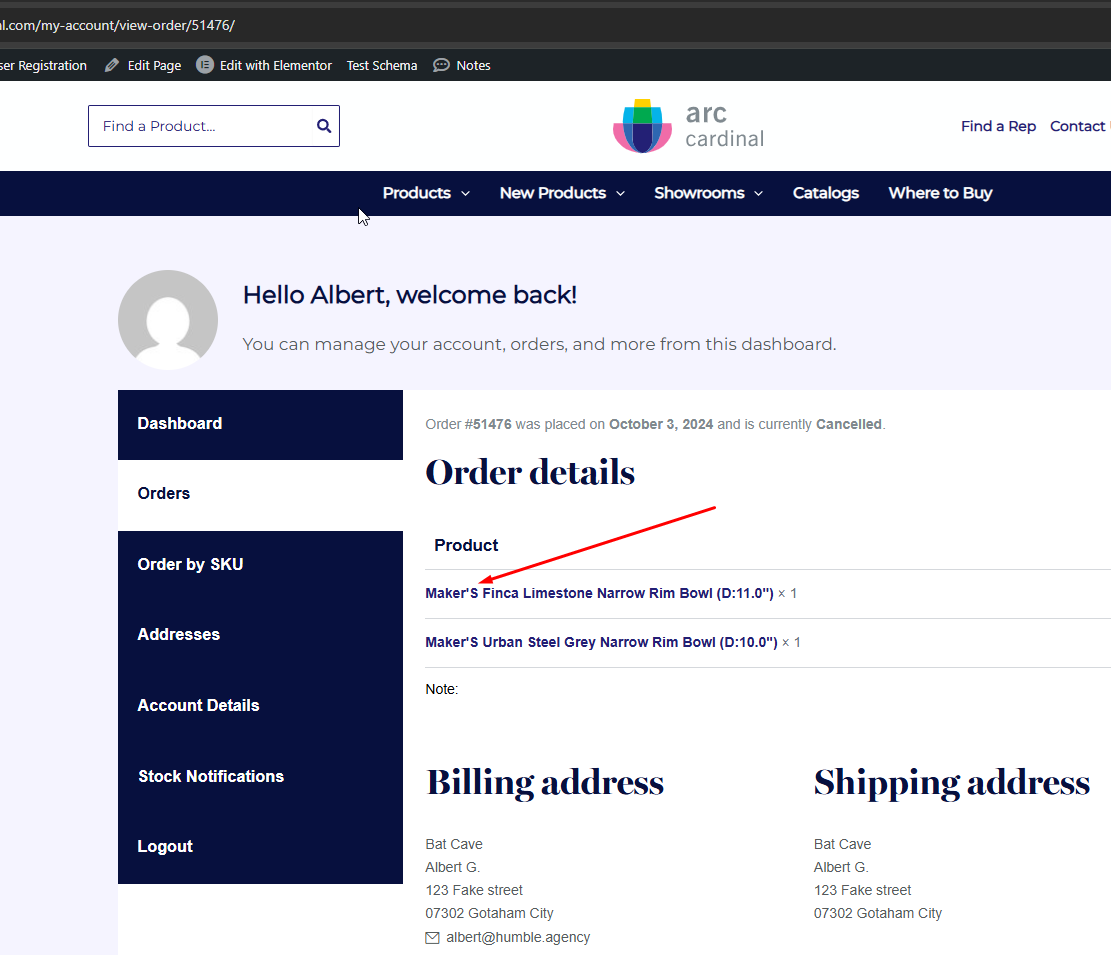 al.com/my-account/view-order/51476/
ser Registration Edit Page Edit with Elementor Test Schema Notes
Find a Product...
arc
cardinal
Find a Rep Contact
Products New Products Showrooms Catalogs Where to Buy
Hello Albert, welcome back!
You can manage your account, orders, and more from this dashboard.
Dashboard
Orders
Order by SKU
Addresses
Account Details
Stock Notifications
Logout
Order #51476 was placed on October 3, 2024 and is currently Cancelled.
Order details
Product
Maker'S Finca Limestone Narrow Rim Bowl (D:11.0") × 1
Maker'S Urban Steel Grey Narrow Rim Bowl (D:10.0") × 1
Note:
Billing address
Bat Cave
Albert G.
123 Fake street
07302 Gotaham City
albert@humble.agency
Shipping address
Bat Cave
Albert G.
123 Fake street
07302 Gotaham City